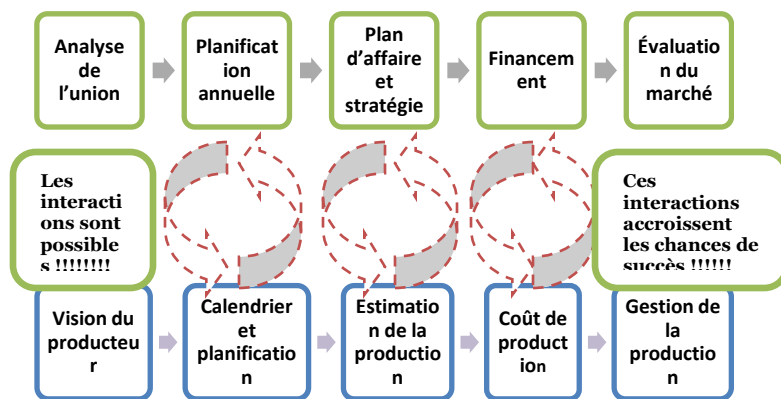 Analyse
de
l'union
Planificat
ion
annuelle
Plan
d'affaire
et
stratégie
Financem
ent
Évaluatio
n du
marché
Les
interacti
ons sont
possible
s !!!!!!!!
Ces
interactions
accroissent
les chances de
succès !!!!!!
Vision du
producteu
r
Calendrier
et
planificatio
n
Estimatio
n de la
productio
n
Coût de
product
ion
Gestion de
la
production